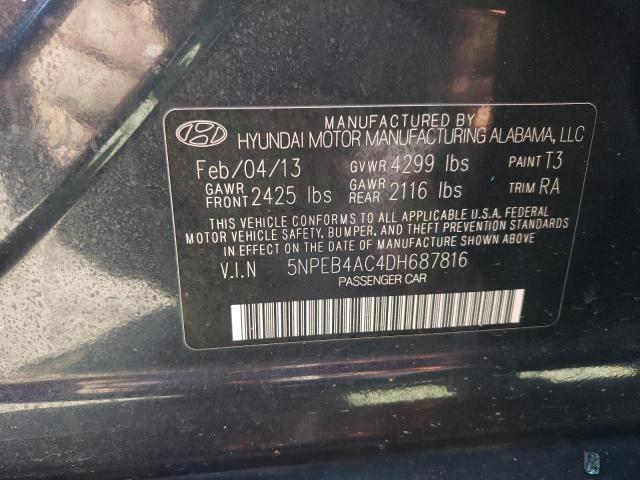 MANUFACTURED BY
HYUNDAI MOTOR MANUFACTURING ALABAMA, LLC
Feb/04/13 GVWR 4299 lbs PAINT T3
GAWR FRONT 2425 lbs GAWR REAR 2116 lbs TRIM RA
THIS VEHICLE CONFORMS TO ALL APPLICABLE U.S.A. FEDERAL
MOTOR VEHICLE SAFETY, BUMPER, AND THEFT PREVENTION STANDARDS
IN EFFECT ON THE DATE OF MANUFACTURE SHOWN ABOVE.
V.I.N 5NPEB4AC4DH687816
PASSENGER CAR